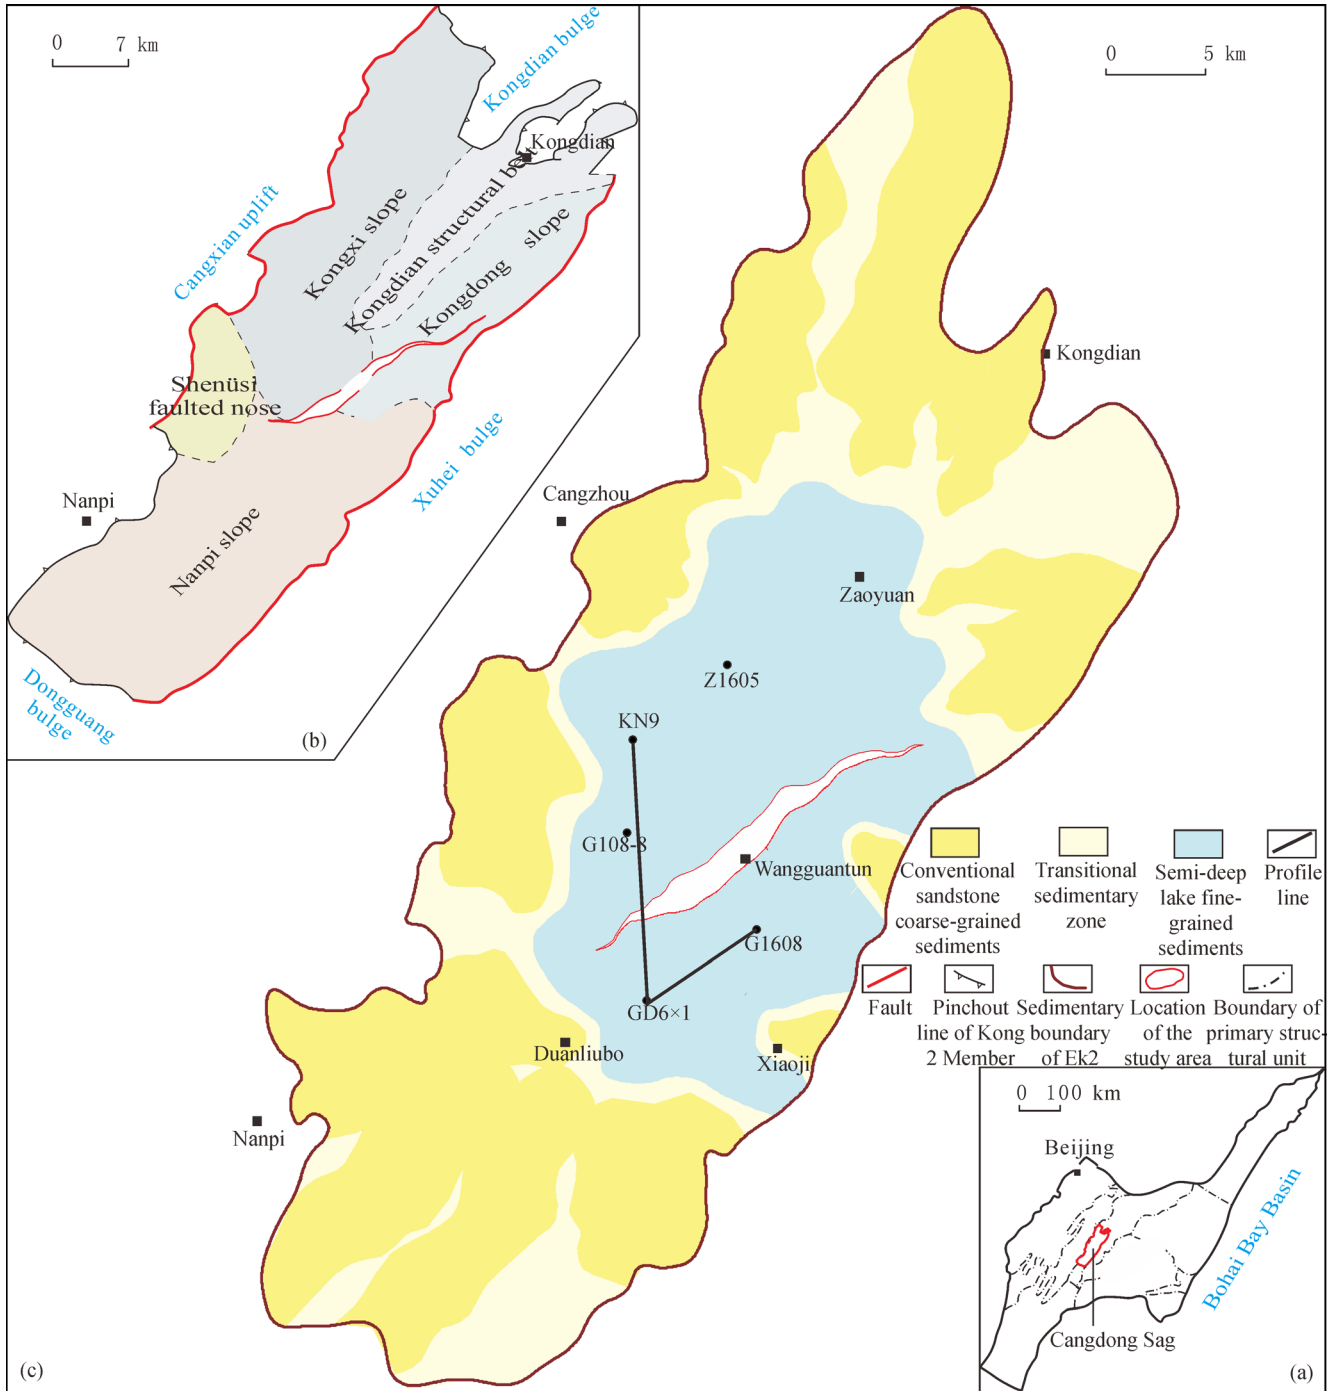 0 7 km
Kongdian bulge
Kongdian
Cangxian uplift
Kongxi slope
Kongdian structural belt
Kongdong slope
Shenüsi
faulted nose
Xuhei bulge
Nanpi
Nanpi slope
Dongguang
bulge
(b)
0 5 km
Kongdian
Cangzhou
Zaoyuan
Z1605
KN9
G108-8
Wangguantun
G1608
GD6×1
Duanliubo
Xiaoji
Nanpi
(c)
Conventional
sandstone
coarse-grained
sediments
Transitional
sedimentary
zone
Semi-deep
lake fine-
grained
sediments
Profile
line
Fault
Pinchout
line of Kong
2 Member
Sedimentary
boundary
of Ek2
Location
of the
study area
Boundary of
primary struc-
tural unit
0 100 km
Beijing
Bohai Bay Basin
Cangdong Sag
(a)